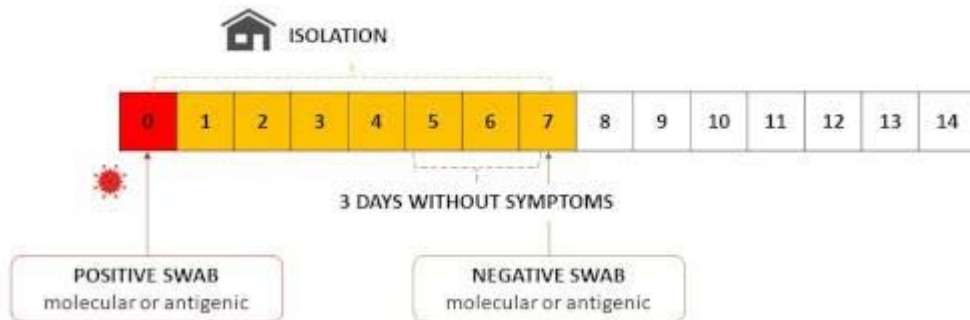 ISOLATION
0 1 2 3 4 5 6 7 8 9 10 11 12 13 14
3 DAYS WITHOUT SYMPTOMS
POSITIVE SWAB
molecular or antigenic
NEGATIVE SWAB
molecular or antigenic